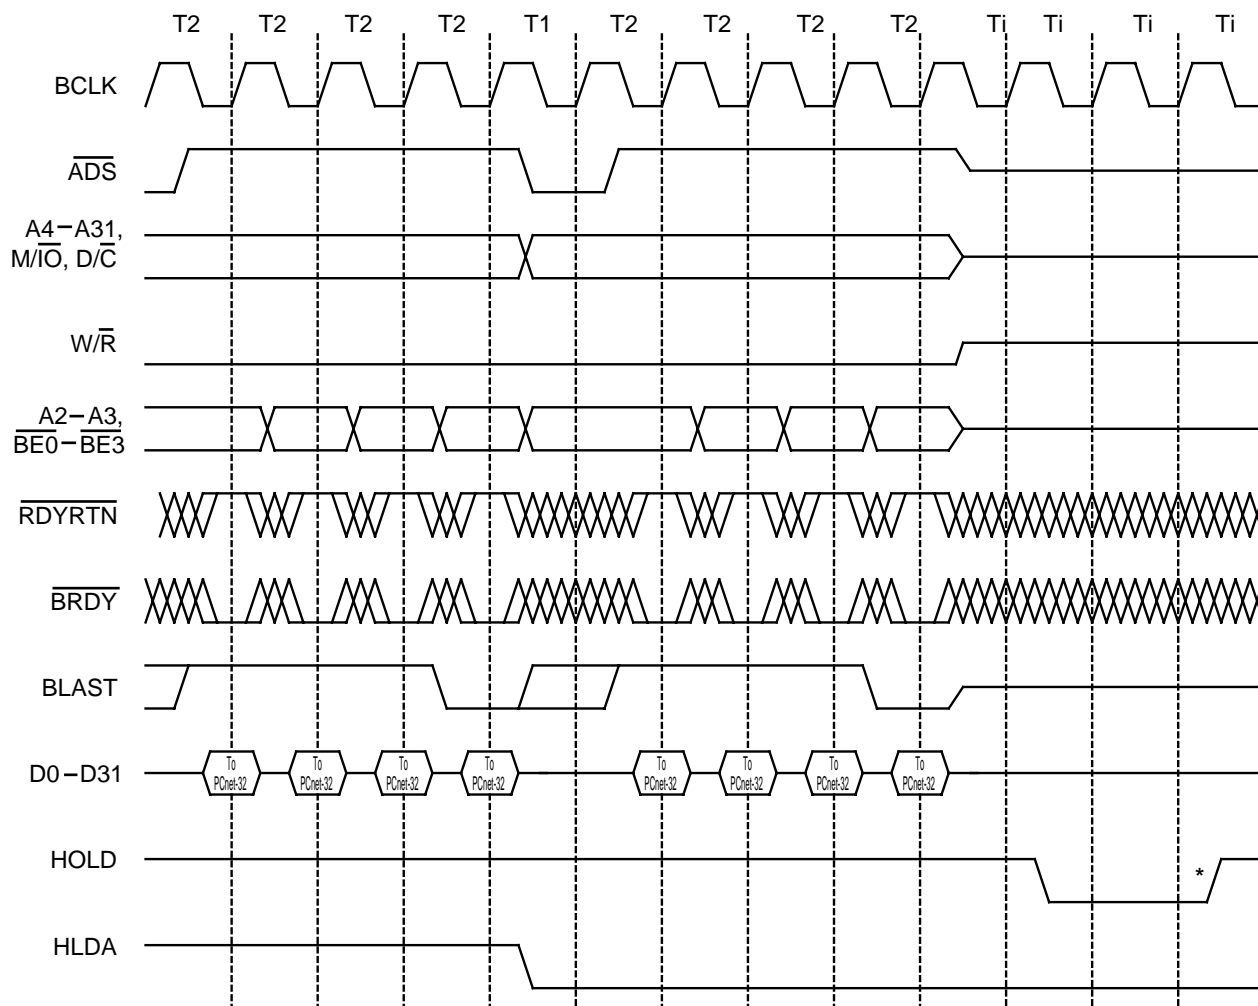 T2 T2 T2 T2 T1 T2 T2 T2 T2 Ti Ti Ti Ti
BCLK
ADS
A4–A31,
M/IO, D/C
W/R
A2–A3,
BE0–BE3
RDYRTN
BRDY
BLAST
D0–D31
To To To To To To To To
PCnet-32 PCnet-32 PCnet-32 PCnet-32 PCnet-32 PCnet-32 PCnet-32 PCnet-32
HOLD
*
HLDA